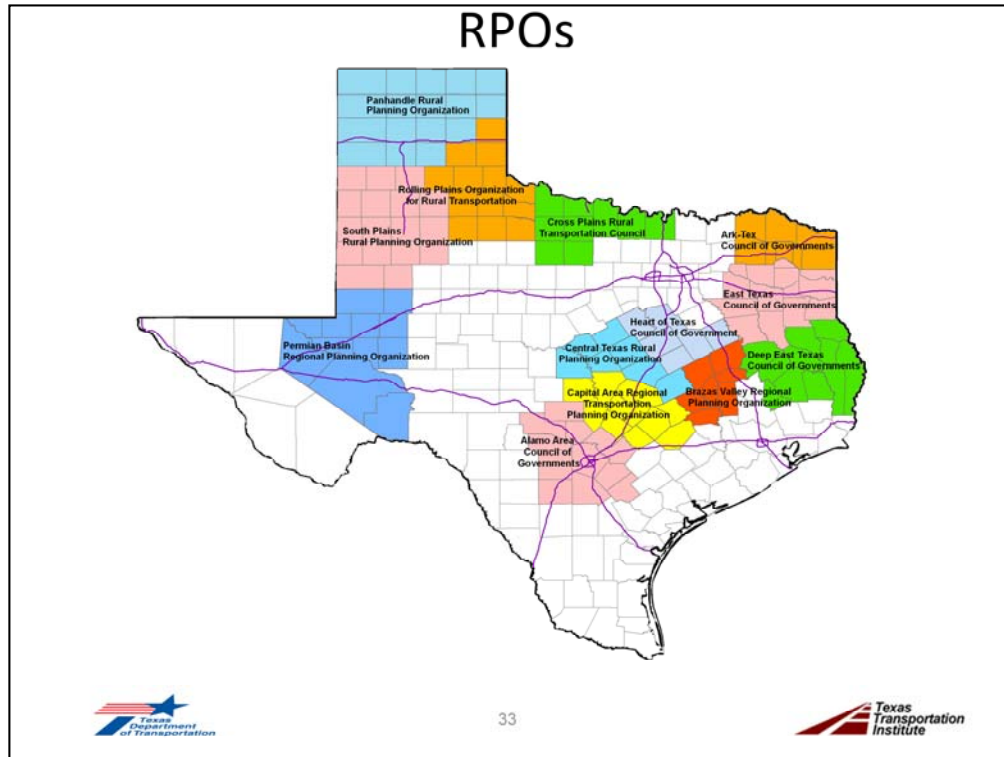 RPOs
Panhandle Rural
Planning Organization
Rolling Plains Organization
for Rural Transportation
South Plains
Rural Planning Organization
Cross Plains Rural
Transportation Council
Ark-Tex
Council of Governments
East Texas
Council of Governments
Heart of Texas
Council of Government
Permian Basin
Regional Planning Organization
Central Texas Rural
Planning Organization
Deep East Texas
Council of Governments
Capital Area Regional
Transportation
Planning Organization
Brazas Valley Regional
Planning Organization
Alamo Area
Council of
Governments
Texas
Department
of Transportation
33
Texas
Transportation
Institute